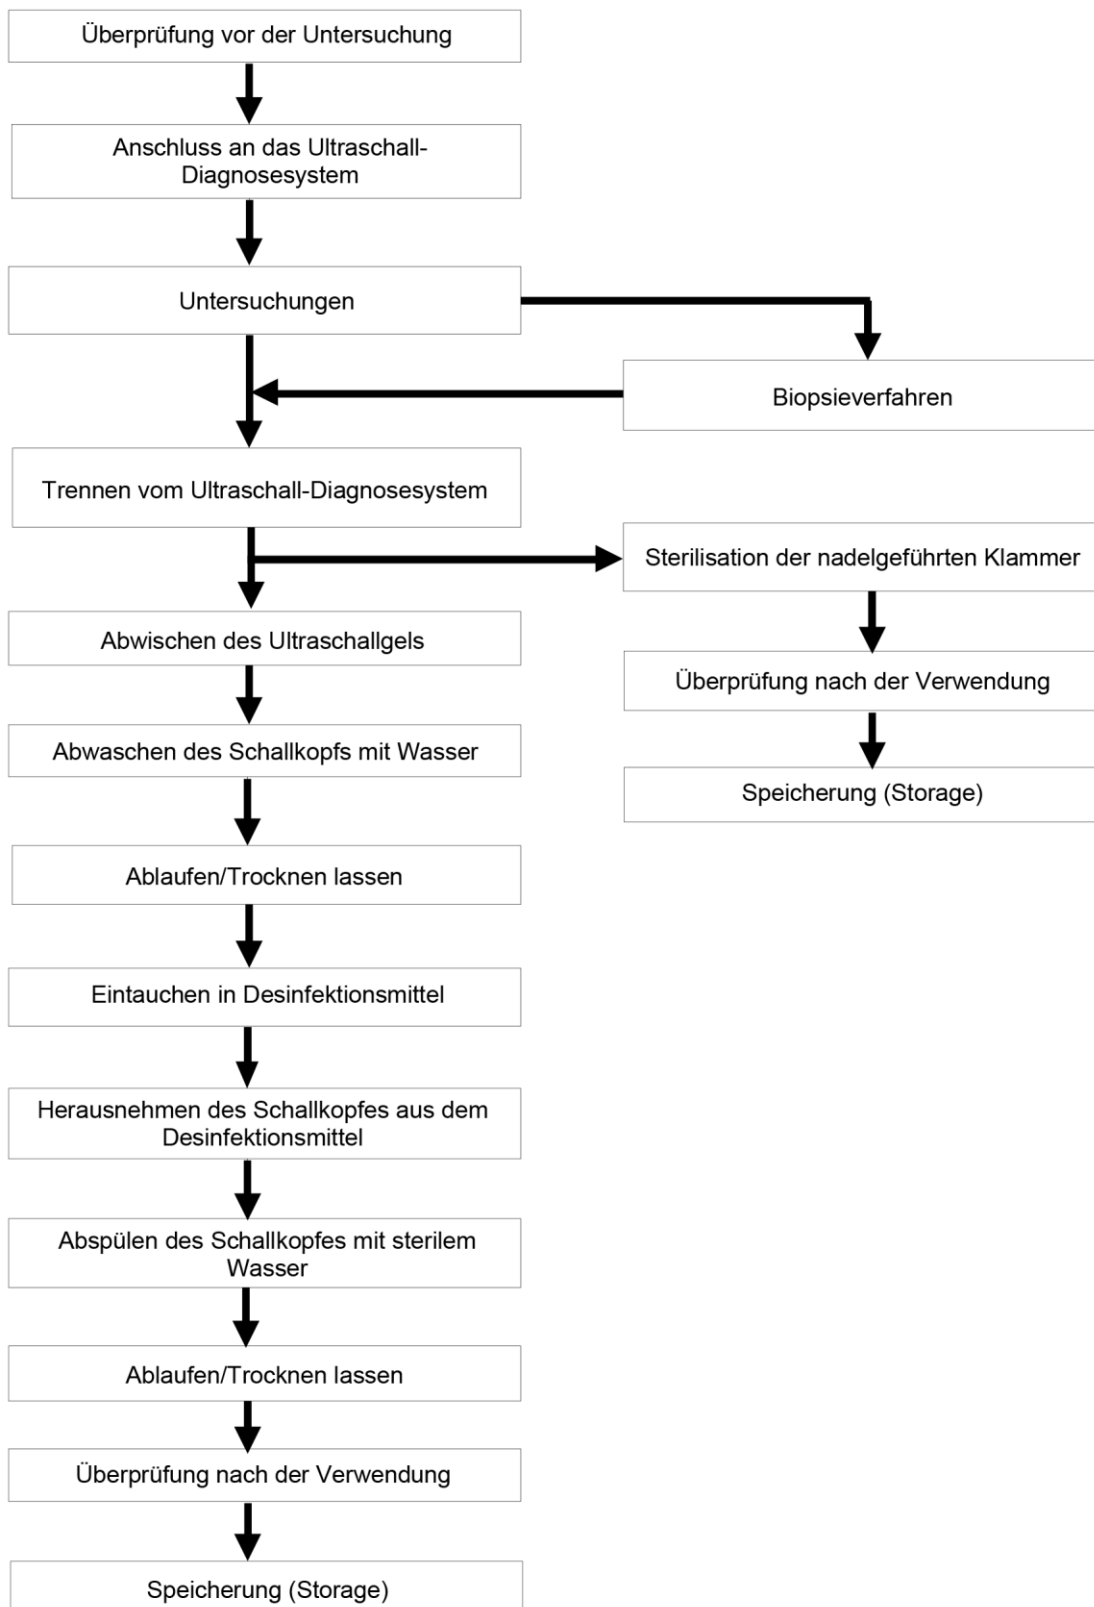 Überprüfung vor der Untersuchung
Anschluss an das Ultraschall-
Diagnosesystem
Untersuchungen
Biopsieverfahren
Trennen vom Ultraschall-Diagnosesystem
Sterilisation der nadelgeführten Klammer
Abwischen des Ultraschallgels
Überprüfung nach der Verwendung
Abwaschen des Schallkopfs mit Wasser
Speicherung (Storage)
Ablaufen/Trocknen lassen
Eintauchen in Desinfektionsmittel
Herausnehmen des Schallkopfes aus dem
Desinfektionsmittel
Abspülen des Schallkopfes mit sterilem
Wasser
Ablaufen/Trocknen lassen
Überprüfung nach der Verwendung
Speicherung (Storage)